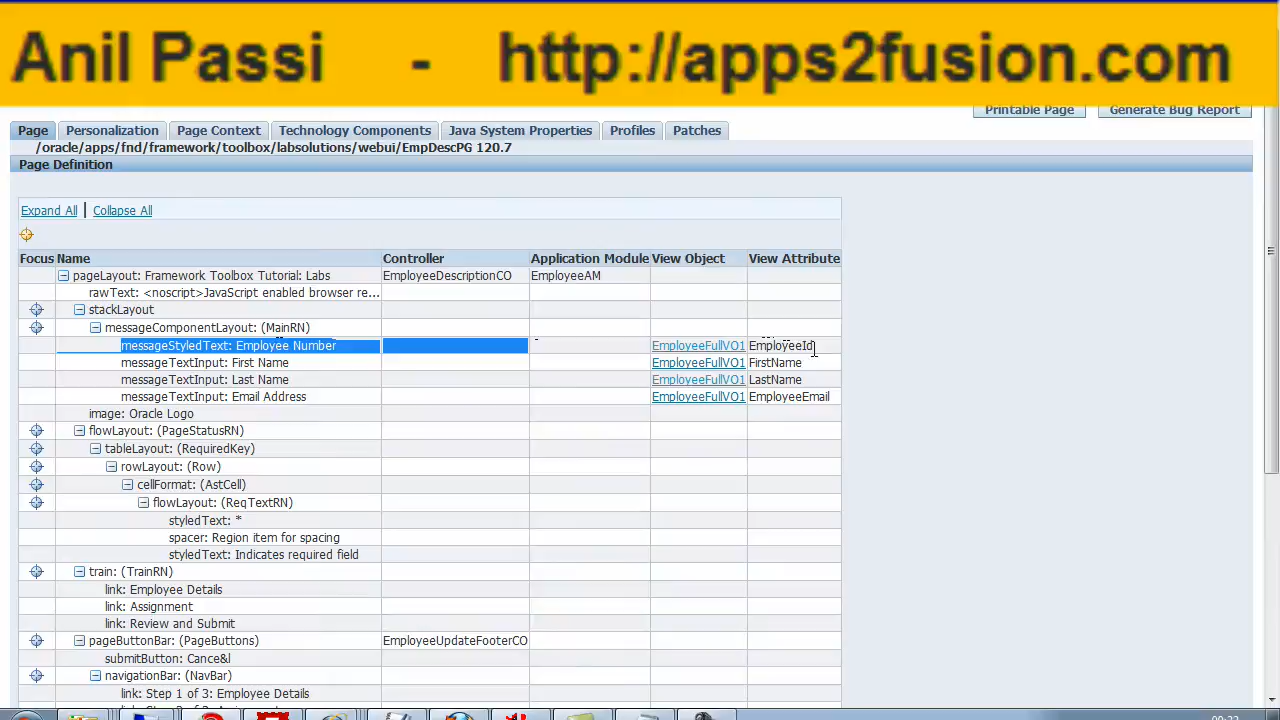 Anil Passi - http://apps2fusion.com
Printable Page Generate Bug Report
Page Personalization Page Context Technology Components Java System Properties Profiles Patches
/oracle/apps/fnd/framework/toolbox/labsolutions/webui/EmpDescPG 120.7
Page Definition
Expand All | Collapse All
Focus Name Controller Application Module View Object View Attribute
pageLayout: Framework Toolbox Tutorial: Labs EmployeeDescriptionCO EmployeeAM
rawText: <noscript>JavaScript enabled browser re...
stackLayout
messageComponentLayout: (MainRN)
messageStyledText: Employee Number EmployeeFullVO1 EmployeeId
messageTextInput: First Name EmployeeFullVO1 FirstName
messageTextInput: Last Name EmployeeFullVO1 LastName
messageTextInput: Email Address EmployeeFullVO1 EmployeeEmail
image: Oracle Logo
flowLayout: (PageStatusRN)
tableLayout: (RequiredKey)
rowLayout: (Row)
cellFormat: (AstCell)
flowLayout: (ReqTextRN)
styledText: *
spacer: Region item for spacing
styledText: Indicates required field
train: (TrainRN)
link: Employee Details
link: Assignment
link: Review and Submit
pageButtonBar: (PageButtons) EmployeeUpdateFooterCO
submitButton: Cance&l
navigationBar: (NavBar)
link: Step 1 of 3: Employee Details